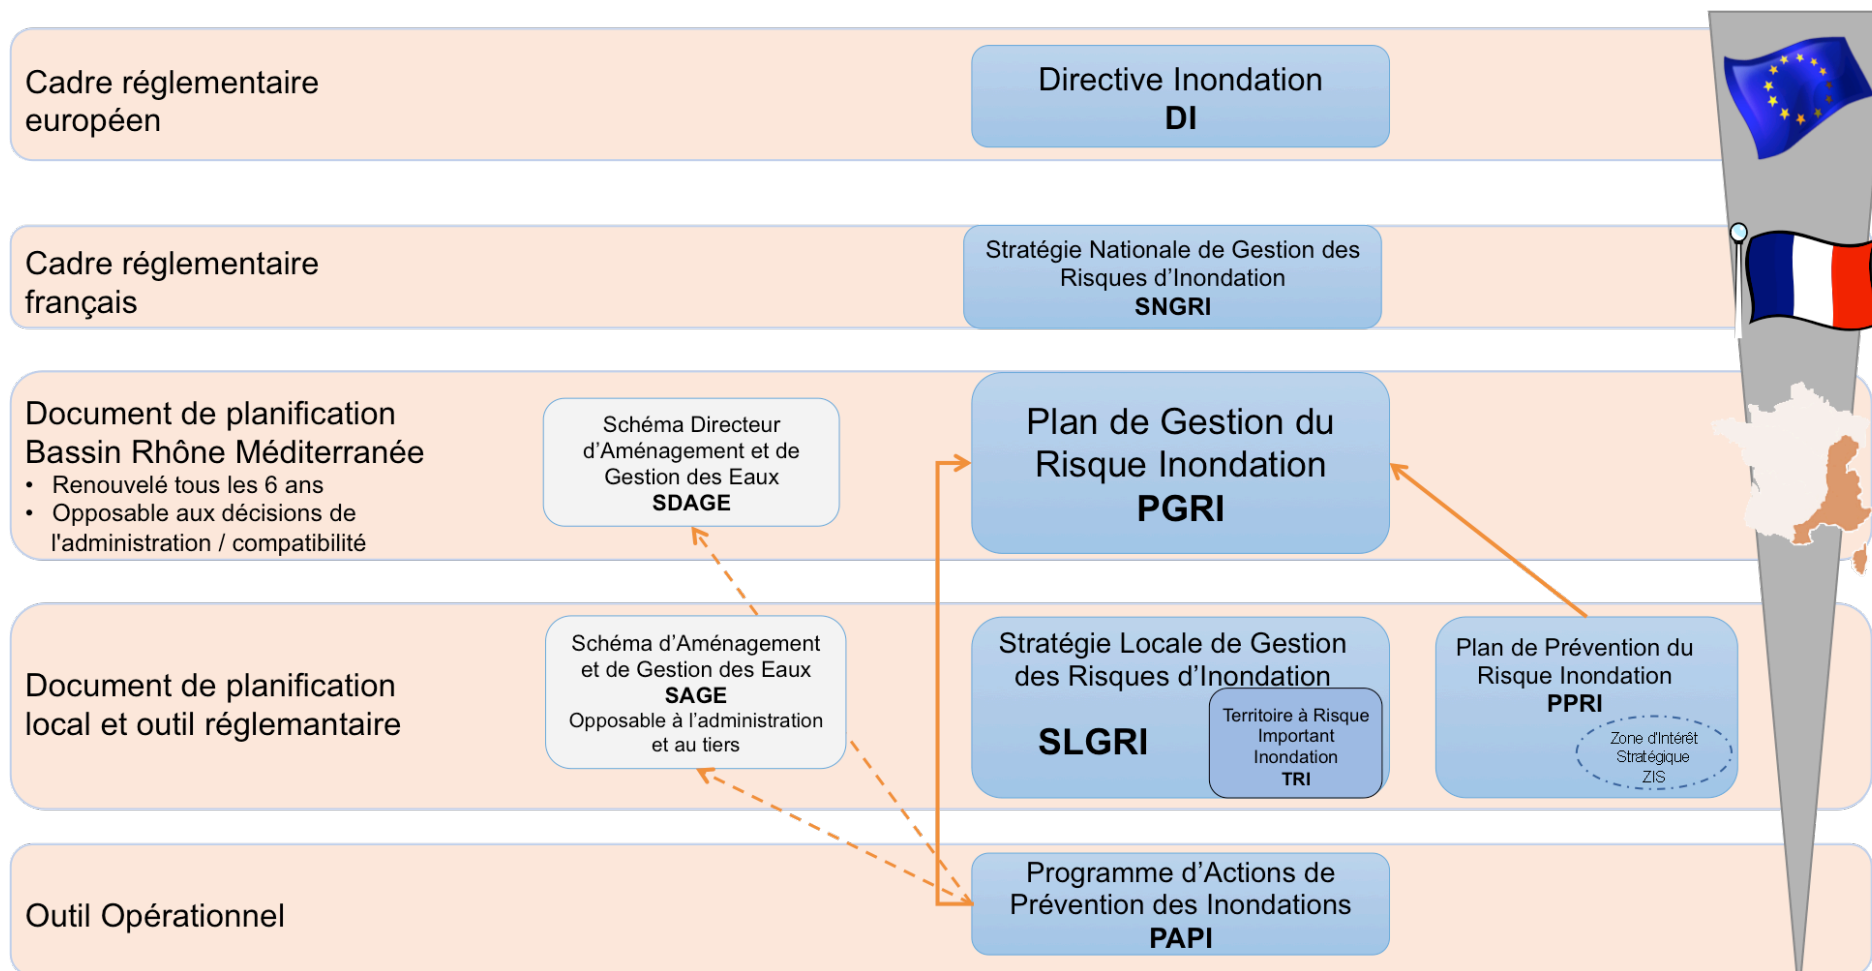 Cadre réglementaire
européen
Directive Inondation
DI
Cadre réglementaire
français
Stratégie Nationale de Gestion des
Risques d'Inondation
SNGRI
Document de planification
Bassin Rhône Méditerranée
• Renouvelé tous les 6 ans
• Opposable aux décisions de
l'administration / compatibilité
Schéma Directeur
d'Aménagement et de
Gestion des Eaux
SDAGE
Plan de Gestion du
Risque Inondation
PGRI
Document de planification
local et outil réglemantaire
Schéma d'Aménagement
et de Gestion des Eaux
SAGE
Opposable à l'administration
et au tiers
Stratégie Locale de Gestion
des Risques d'Inondation
SLGRI
Territoire à Risque
Important
Inondation
TRI
Plan de Prévention du
Risque Inondation
PPRI
Zone d'Intérêt
Stratégique
ZIS
Outil Opérationnel
Programme d'Actions de
Prévention des Inondations
PAPI